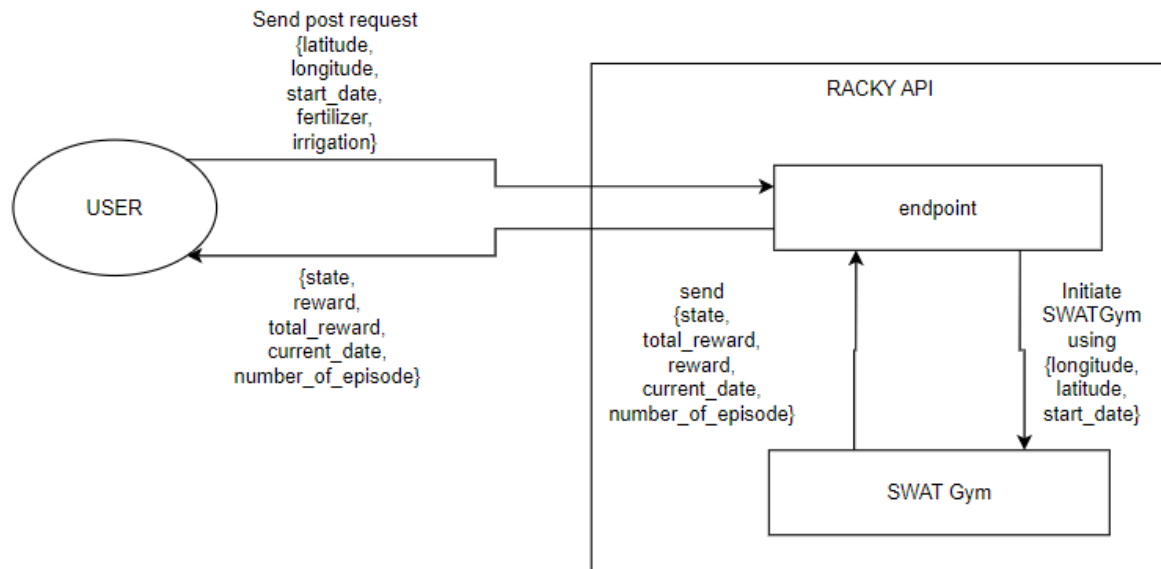 Send post request
{latitude,
longitude,
start_date,
fertilizer,
irrigation}
RACKY API
USER
endpoint
{state,
reward,
total_reward,
current_date,
number_of_episode}
send
{state,
total_reward,
reward,
current_date,
number_of_episode}
Initiate
SWATGym
using
{longitude,
latitude,
start_date}
SWAT Gym